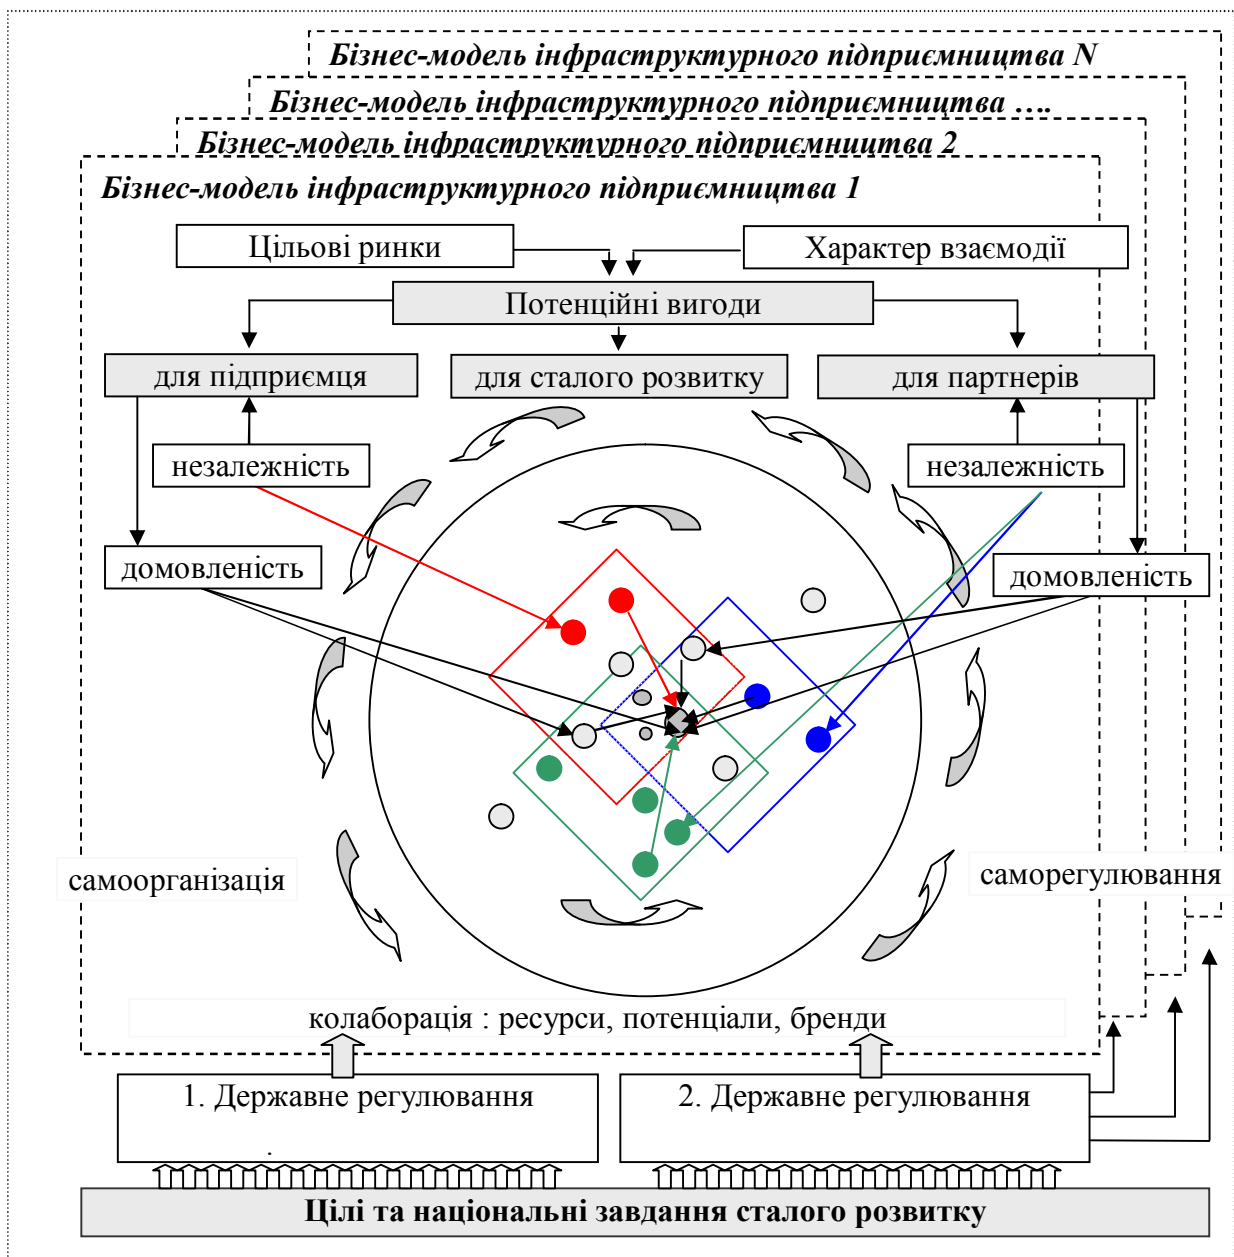 Бізнес-модель інфраструктурного підприємництва N
Бізнес-модель інфраструктурного підприємництва ….
Бізнес-модель інфраструктурного підприємництва 2
Бізнес-модель інфраструктурного підприємництва 1
Цільові ринки
Характер взаємодії
Потенційні вигоди
для підприємця
для сталого розвитку
для партнерів
незалежність
незалежність
домовленість
домовленість
самоорганізація
саморегулювання
колаборація : ресурси, потенціали, бренди
1. Державне регулювання
.
2. Державне регулювання
Цілі та національні завдання сталого розвитку